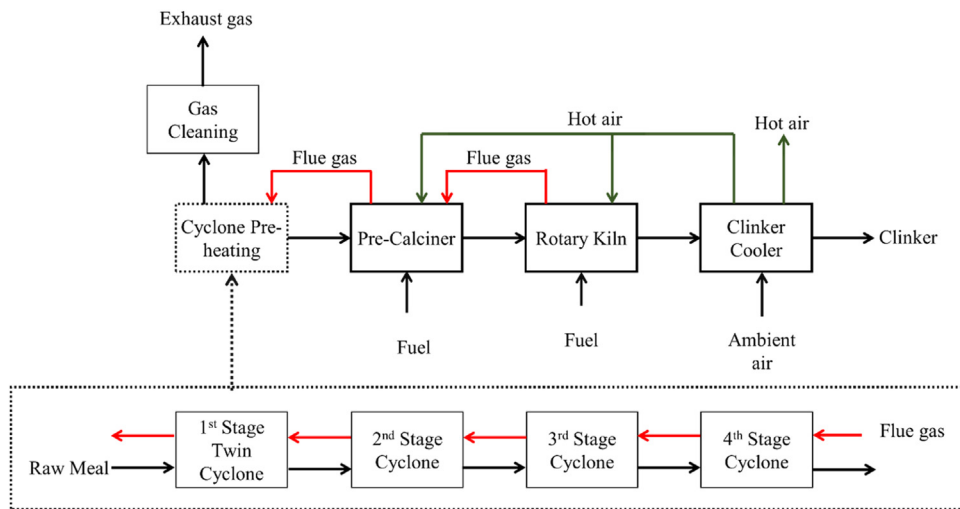 Exhaust gas
Gas
Cleaning
Hot air
Hot air
Flue gas
Flue gas
Cyclone Pre-
heating
Pre-Calciner
Rotary Kiln
Clinker
Cooler
Clinker
Fuel
Fuel
Ambient
air
1st Stage
Twin
Cyclone
2nd Stage
Cyclone
3rd Stage
Cyclone
4th Stage
Cyclone
Flue gas
Raw Meal